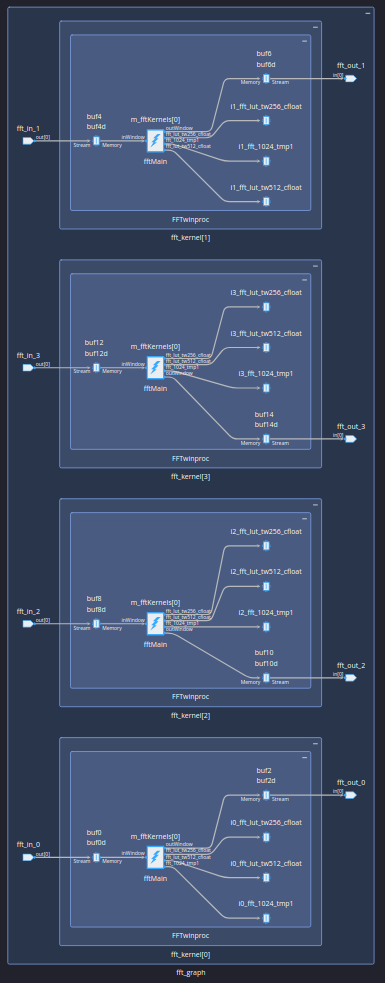 buf6
buf6d
fft_out_1
in[0]
Memory
Stream
i1_fft_lut_tw256_cfloat
buf4
buf4d
m_fftKernels[0]
outWindow
fft_lut_tw256_cfloat
fft_1024_tmp1
fft_lut_tw512_cfloat
fft_in_1
out[0]
Stream
Memory
inWindow
i1_fft_1024_tmp1
fftMain
i1_fft_lut_tw512_cfloat
FFTwinproc
fft_kernel[1]
i3_fft_lut_tw256_cfloat
i3_fft_lut_tw512_cfloat
buf12
buf12d
m_fftKernels[0]
fft_lut_tw256_cfloat
fft_lut_tw512_cfloat
fft_1024_tmp1
outWindow
fft_in_3
out[0]
Stream
Memory
inWindow
i3_fft_1024_tmp1
fftMain
buf14
buf14d
fft_out_3
in[0]
Memory
Stream
FFTwinproc
fft_kernel[3]
i2_fft_lut_tw256_cfloat
i2_fft_lut_tw512_cfloat
buf8
buf8d
m_fftKernels[0]
fft_lut_tw256_cfloat
fft_lut_tw512_cfloat
fft_1024_tmp1
outWindow
fft_in_2
out[0]
Stream
Memory
inWindow
i2_fft_1024_tmp1
fftMain
buf10
buf10d
fft_out_2
in[0]
Memory
Stream
FFTwinproc
fft_kernel[2]
buf2
buf2d
fft_out_0
in[0]
Memory
Stream
i0_fft_lut_tw256_cfloat
buf0
buf0d
m_fftKernels[0]
outWindow
fft_lut_tw256_cfloat
fft_lut_tw512_cfloat
fft_1024_tmp1
fft_in_0
out[0]
Stream
Memory
inWindow
i0_fft_lut_tw512_cfloat
fftMain
i0_fft_1024_tmp1
FFTwinproc
fft_kernel[0]
fft_graph